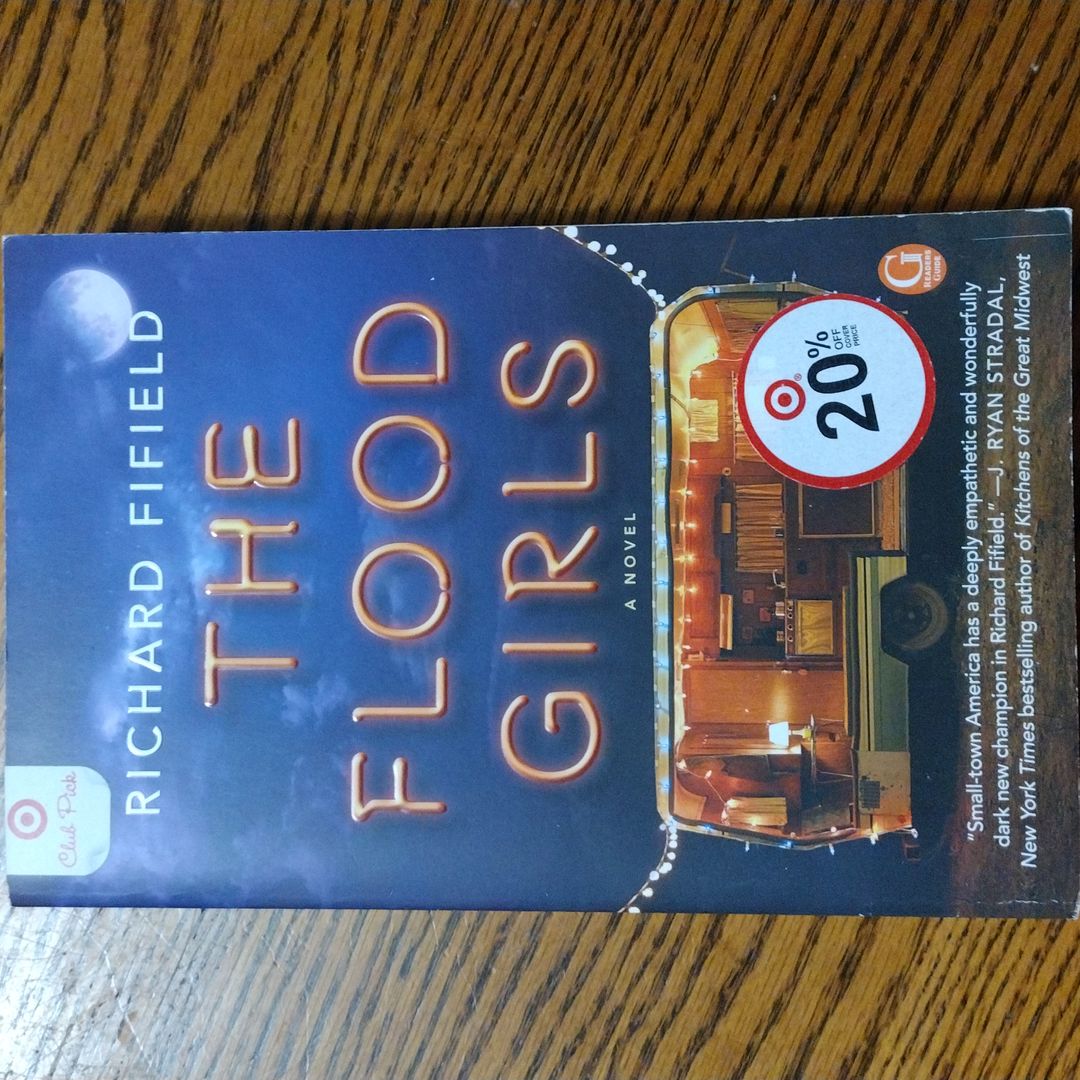 Club Pick
RICHARD FIFIELD
THE
FLOOD
GIRLS
A NOVEL
20% OFF COVER PRICE
®
G
READERS
GUIDE
"Small-town America has a deeply empathetic and wonderfully
dark new champion in Richard Fifield." —J. RYAN STRADAL,
New York Times bestselling author of Kitchens of the Great Midwest